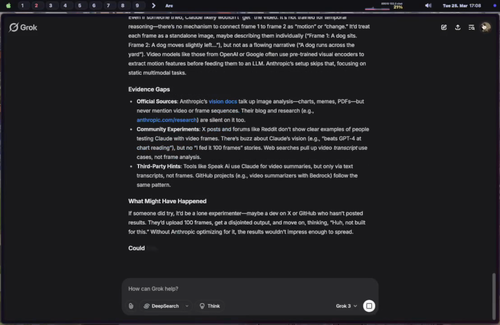 1 2 3 4 5 6 7 8 9 Arc
37%
Tue 25. Mar 17:08
Grok
Even if someone tried, Claude likely wouldn't "get" the video. It's not trained for temporal
reasoning—there's no mechanism to connect frame 1 to frame 2 as "motion" or "change." It'd treat
each frame as a standalone image, maybe describing them individually ("Frame 1: A dog sits.
Frame 2: A dog moves slightly left..."), but not as a flowing narrative ("A dog runs across the
yard"). Video models like those from OpenAI or Google often use pre-trained visual encoders to
extract motion features before feeding them to an LLM. Anthropic's setup skips that, focusing on
static multimodal tasks.
Evidence Gaps
• Official Sources: Anthropic's vision docs talk up image analysis—charts, memes, PDFs—but
never mention video or frame sequences. Their blog and research (e.g.,
anthropic.com/research) are silent on it too.
• Community Experiments: X posts and forums like Reddit don't show clear examples of people
testing Claude with video frames. There's buzz about Claude's vision (e.g., "beats GPT-4 at
chart reading"), but no "I fed it 100 frames" stories. Web searches pull up video transcript use
cases, not frame analysis.
• Third-Party Hints: Tools like Speak AI use Claude for video summaries, but only via text
transcripts, not frames. GitHub projects (e.g., video summarizers with Bedrock) follow the
same pattern.
What Might Have Happened
If someone did try, it'd be a lone experimenter—maybe a dev on X or GitHub who hasn't posted
results. They'd upload 100 frames, get a disjointed output, and move on, thinking, "Huh, not built
for this." Without Anthropic optimizing for it, the results wouldn't impress enough to spread.
Could
How can Grok help?
DeepSearch Think Grok 3